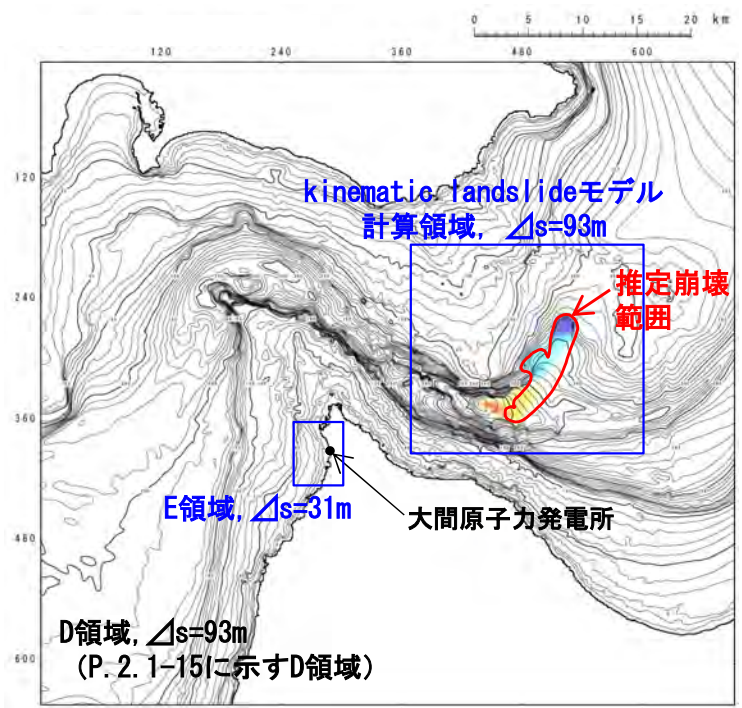 0 5 10 15 20 km
120 240 360 480 600
120
kinematic landslideモデル
計算領域, ⊿s=93m
240
推定崩壊
範囲
360
E領域, ⊿s=31m
大間原子力発電所
480
D領域, ⊿s=93m
(P. 2. 1-15に示すD領域)
600